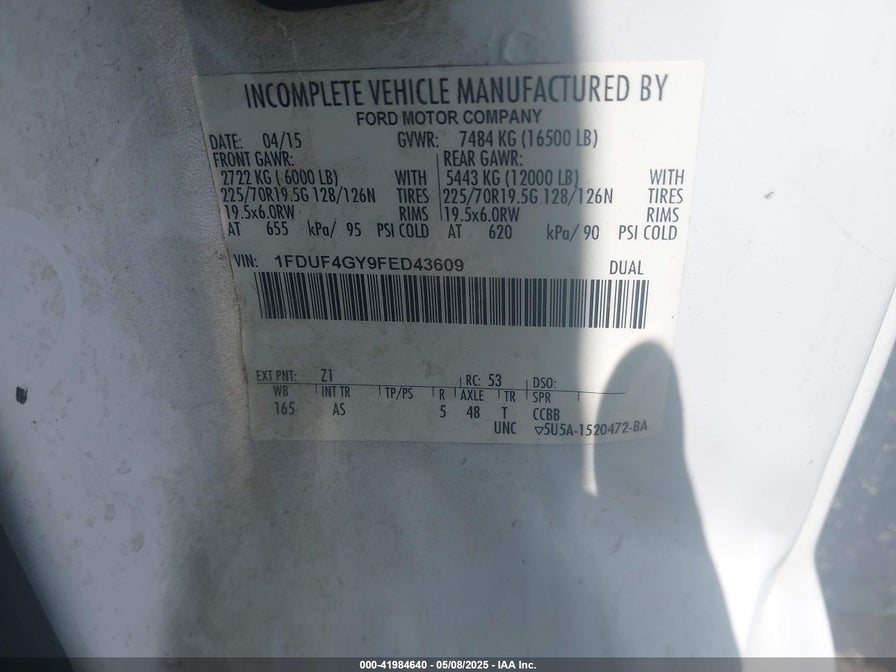 INCOMPLETE VEHICLE MANUFACTURED BY
FORD MOTOR COMPANY
DATE: 04/15 GVWR: 7484 KG (16500 LB)
FRONT GAWR: REAR GAWR:
2722 KG ( 6000 LB) WITH 5443 KG (12000 LB) WITH
225/70R19.5G 128/126N TIRES 225/70R19.5G 128/126N TIRES
19.5x6.0RW RIMS 19.5x6.0RW RIMS
AT 655 kPa/ 95 PSI COLD AT 620 kPa/ 90 PSI COLD
VIN: 1FDUF4GY9FED43609 DUAL
EXT PNT: Z1 RC: 53 DSO:
WB INT TR TP/PS R AXLE TR SPR
165 AS 5 48 T CCBB
UNC ▽5U5A-1520472-BA
000-41984640 - 05/08/2025 - IAA Inc.